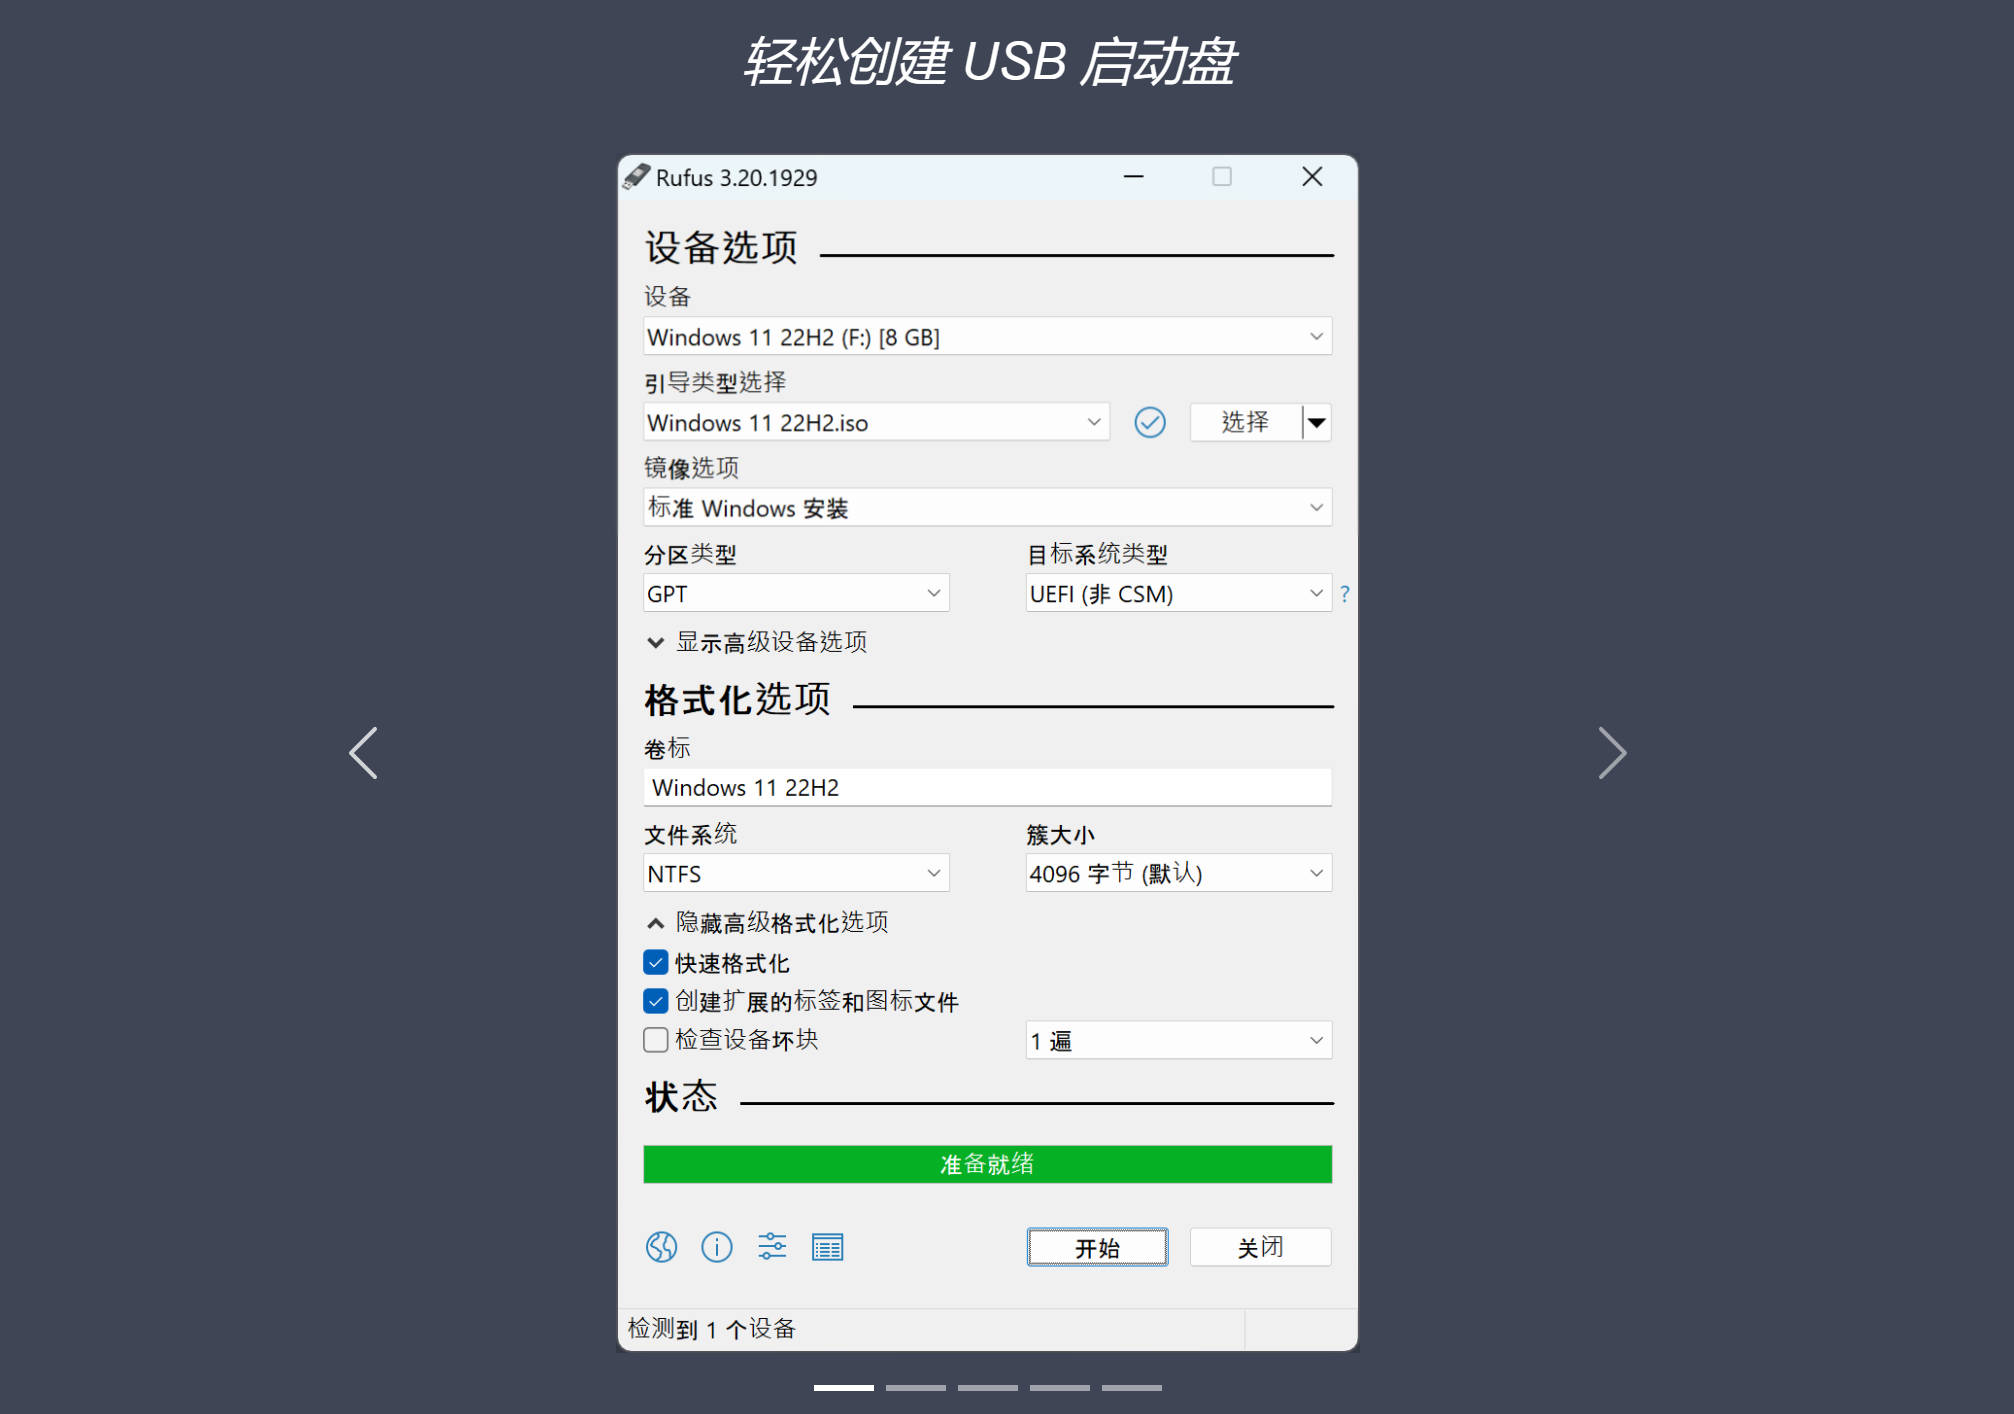 轻松创建 USB 启动盘
Rufus 3.20.1929
设备选项
设备
Windows 11 22H2 (F:) [8 GB]
引导类型选择
Windows 11 22H2.iso
选择
镜像选项
标准 Windows 安装
分区类型
目标系统类型
GPT
UEFI (非 CSM)
?
显示高级设备选项
格式化选项
卷标
Windows 11 22H2
文件系统
簇大小
NTFS
4096 字节 (默认)
隐藏高级格式化选项
快速格式化
创建扩展的标签和图标文件
检查设备坏块
1 遍
状态
准备就绪
开始
关闭
检测到 1 个设备